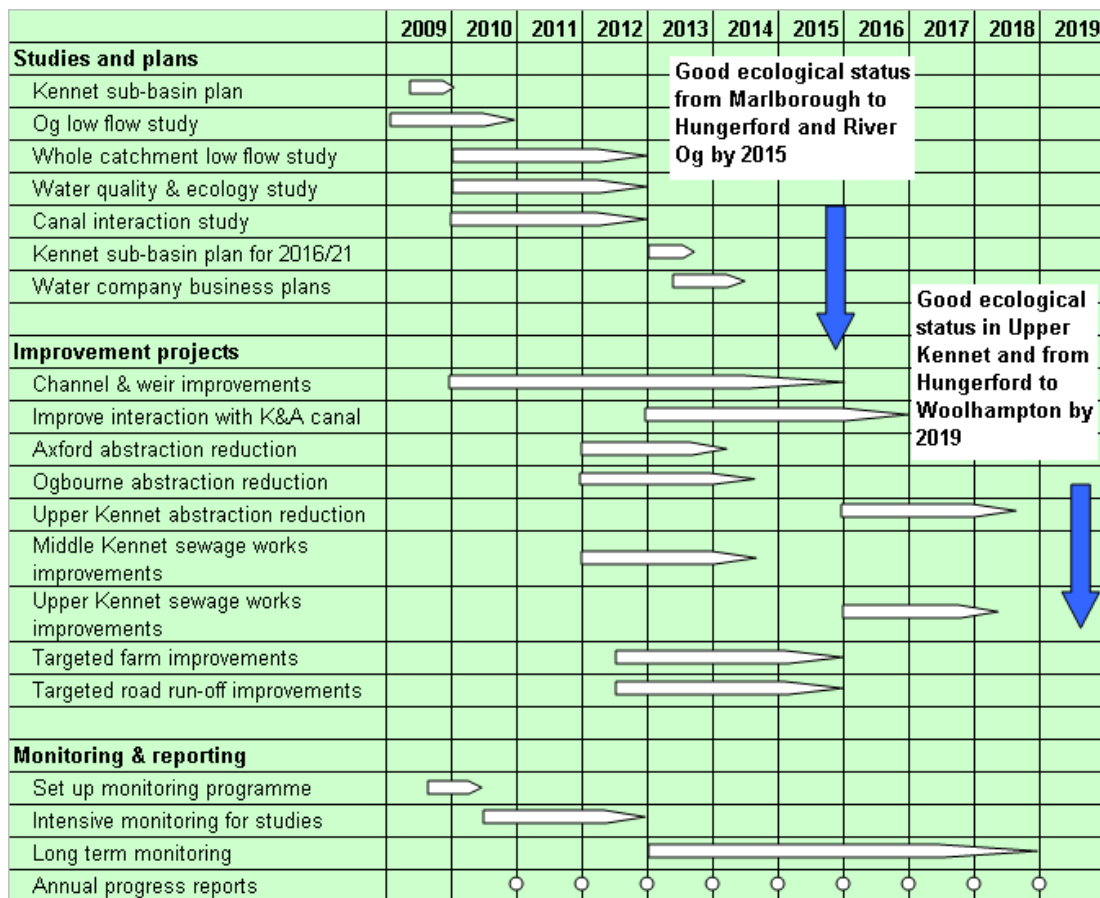 2009 2010 2011 2012 2013 2014 2015 2016 2017 2018 2019
Studies and plans
Kennet sub-basin plan
Og low flow study
Whole catchment low flow study
Water quality & ecology study
Canal interaction study
Kennet sub-basin plan for 2016/21
Water company business plans
Good ecological status
from Marlborough to
Hungerford and River
Og by 2015
Improvement projects
Channel & weir improvements
Improve interaction with K&A canal
Axford abstraction reduction
Ogbourne abstraction reduction
Upper Kennet abstraction reduction
Middle Kennet sewage works
improvements
Upper Kennet sewage works
improvements
Targeted farm improvements
Targeted road run-off improvements
Good ecological
status in Upper
Kennet and from
Hungerford to
Woolhampton by
2019
Monitoring & reporting
Set up monitoring programme
Intensive monitoring for studies
Long term monitoring
Annual progress reports